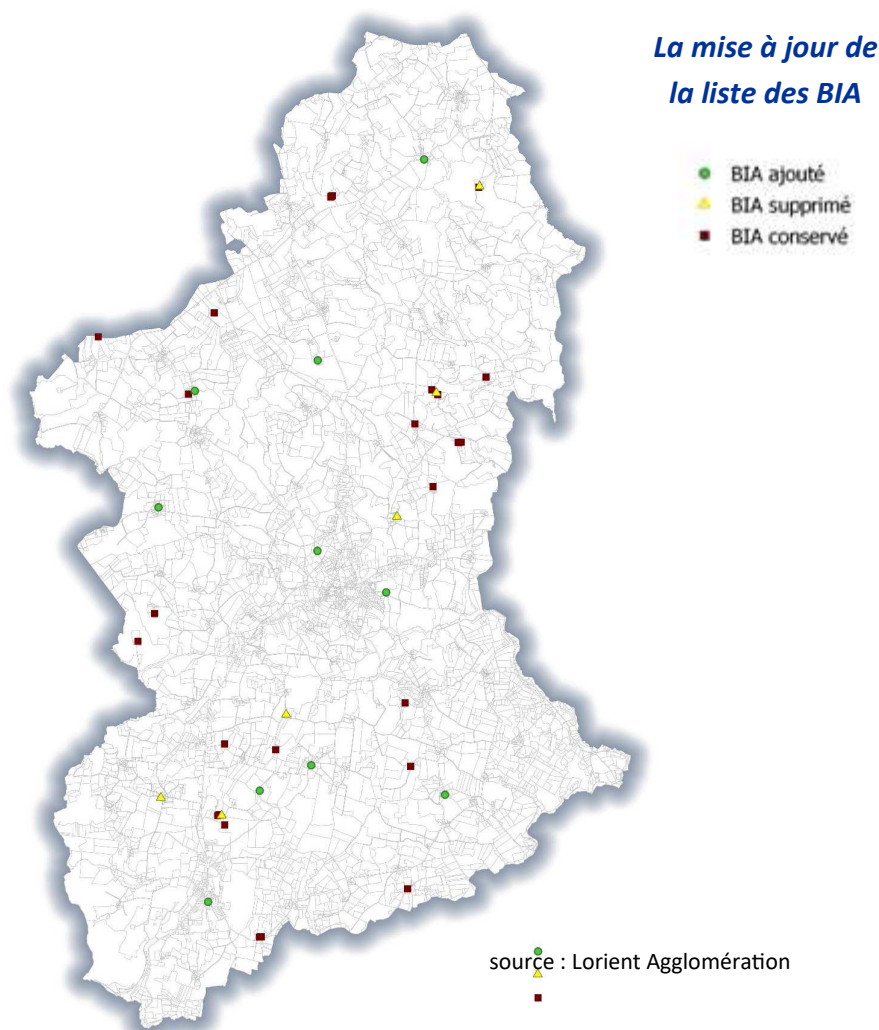 La mise à jour de
la liste des BIA
BIA ajouté
BIA supprimé
BIA conservé
source : Lorient Agglomération